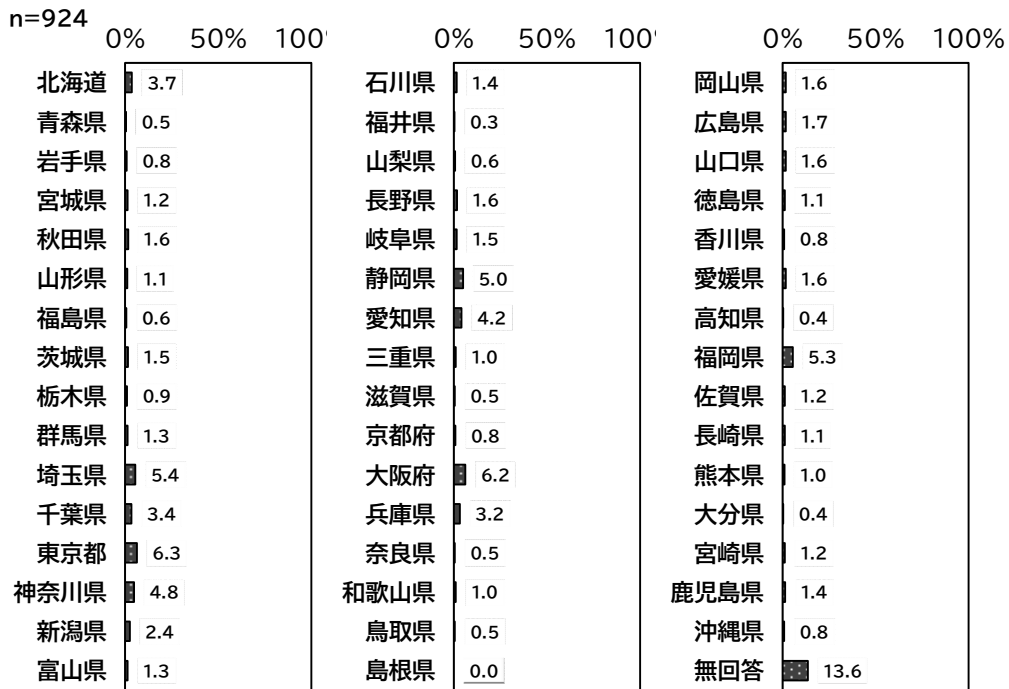 n=924
0% 50% 100%
北海道 3.7
青森県 0.5
岩手県 0.8
宮城県 1.2
秋田県 1.6
山形県 1.1
福島県 0.6
茨城県 1.5
栃木県 0.9
群馬県 1.3
埼玉県 5.4
千葉県 3.4
東京都 6.3
神奈川県 4.8
新潟県 2.4
富山県 1.3
0% 50% 100%
石川県 1.4
福井県 0.3
山梨県 0.6
長野県 1.6
岐阜県 1.5
静岡県 5.0
愛知県 4.2
三重県 1.0
滋賀県 0.5
京都府 0.8
大阪府 6.2
兵庫県 3.2
奈良県 0.5
和歌山県 1.0
鳥取県 0.5
島根県 0.0
0% 50% 100%
岡山県 1.6
広島県 1.7
山口県 1.6
徳島県 1.1
香川県 0.8
愛媛県 1.6
高知県 0.4
福岡県 5.3
佐賀県 1.2
長崎県 1.1
熊本県 1.0
大分県 0.4
宮崎県 1.2
鹿児島県 1.4
沖縄県 0.8
無回答 13.6